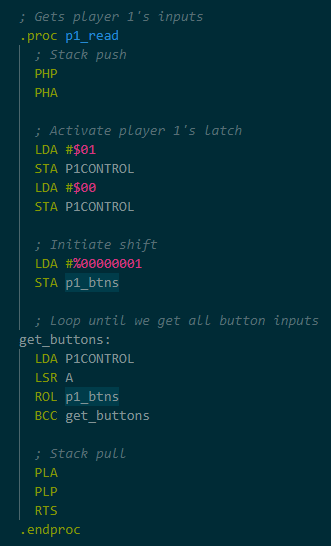 ; Gets player 1's inputs
.proc p1_read
; Stack push
PHP
PHA
; Activate player 1's latch
LDA #$01
STA P1CONTROL
LDA #$00
STA P1CONTROL
; Initiate shift
LDA #%00000001
STA p1_btns
; Loop until we get all button inputs
get_buttons:
LDA P1CONTROL
LSR A
ROL p1_btns
BCC get_buttons
; Stack pull
PLA
PLP
RTS
.endproc